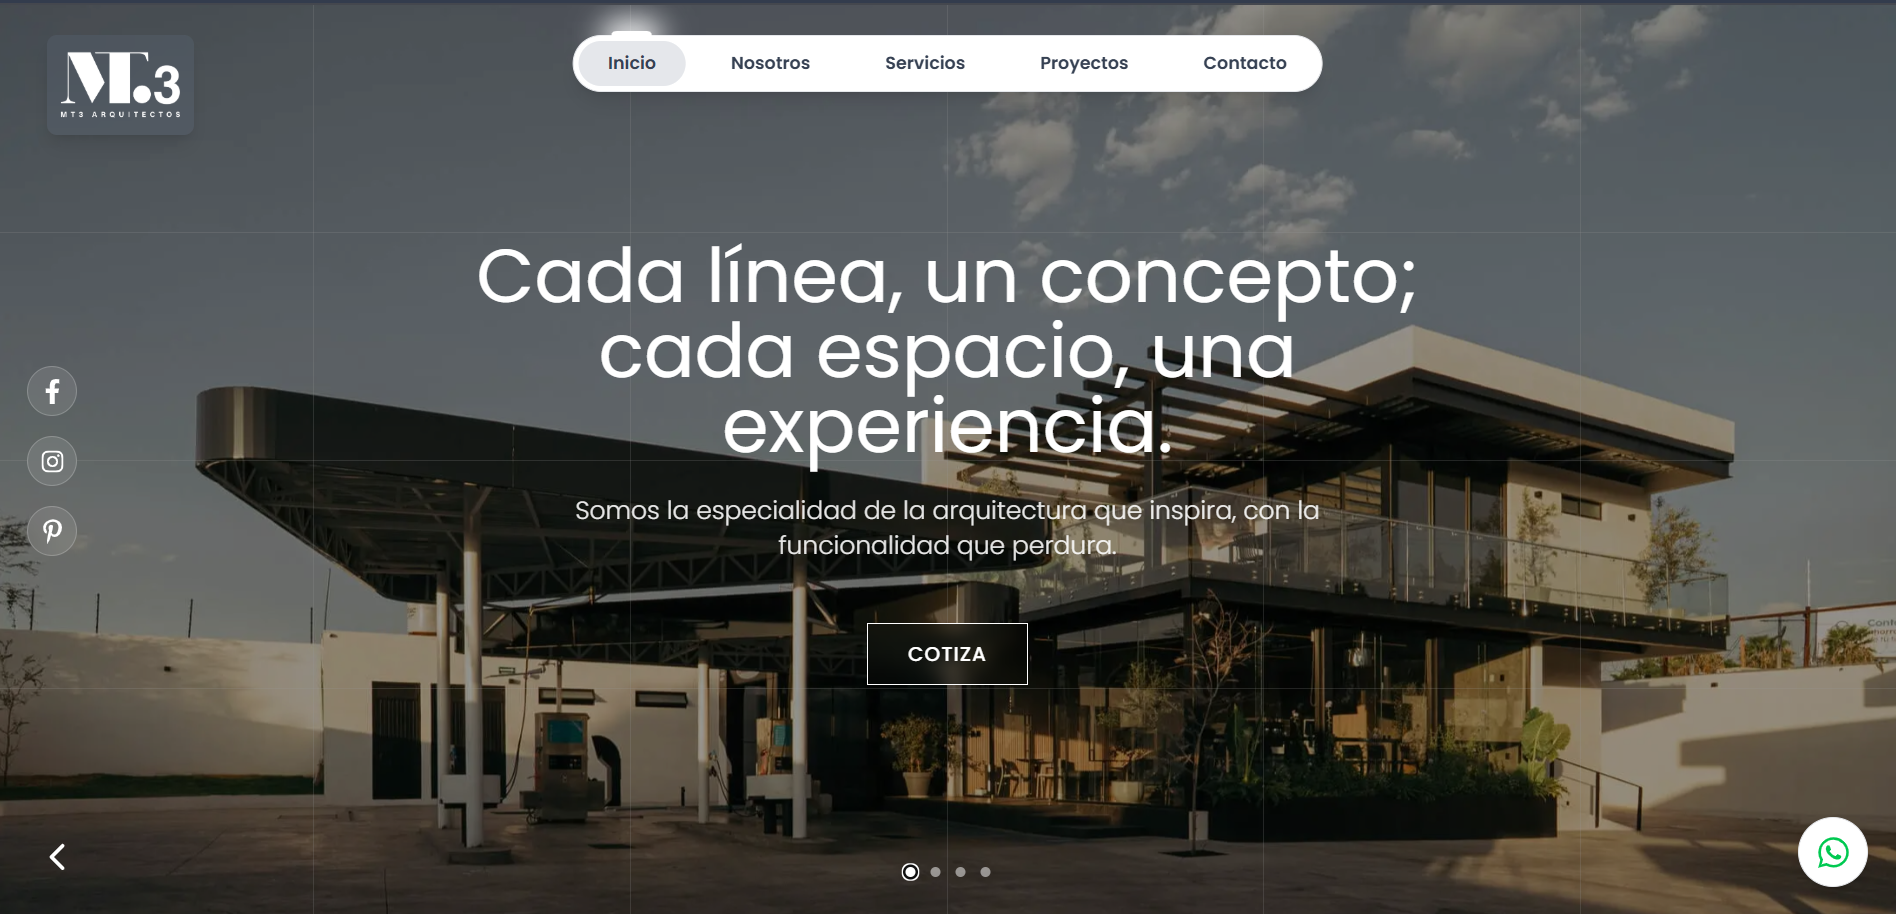 MT.3
MT3 ARQUITECTOS
Inicio
Nosotros
Servicios
Proyectos
Contacto
Cada línea, un concepto;
cada espacio, una
experiencia.
Somos la especialidad de la arquitectura que inspira, con la
funcionalidad que perdura.
COTIZA